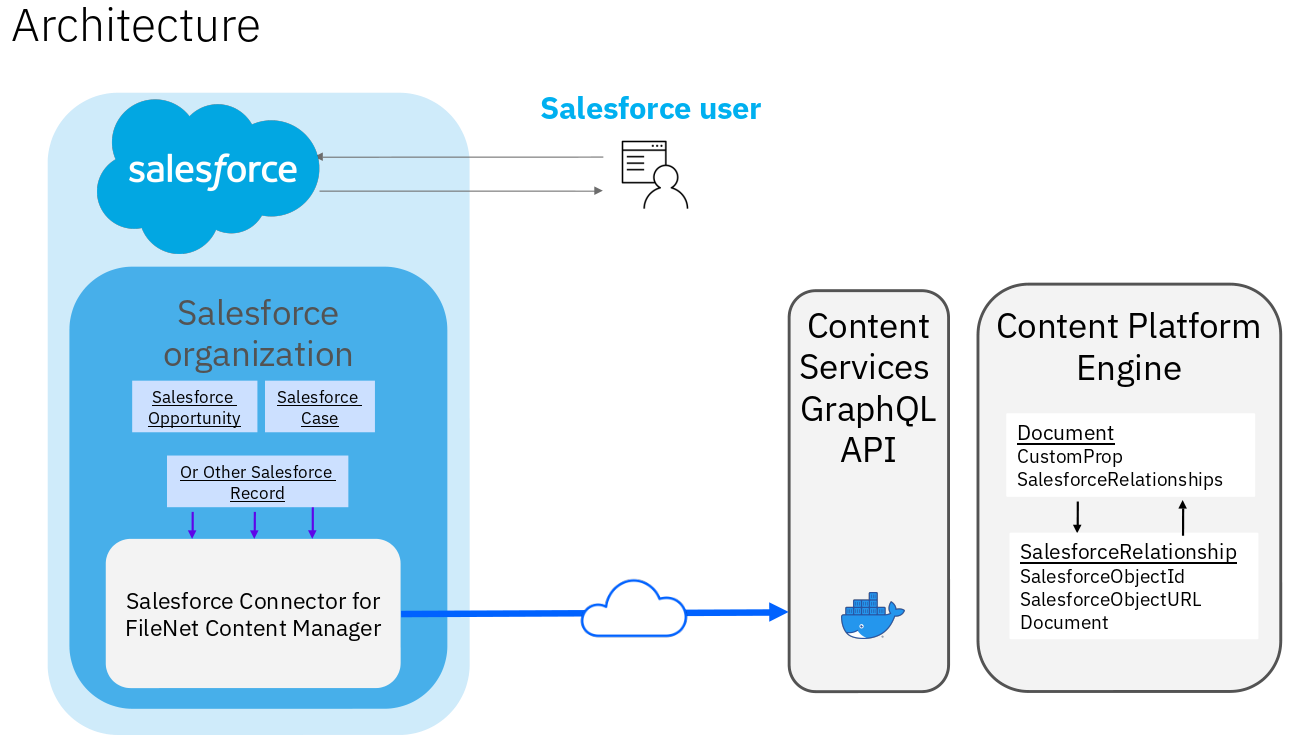 Architecture
salesforce
Salesforce user
Salesforce
organization
Salesforce
Opportunity
Salesforce
Case
Or Other Salesforce
Record
Salesforce Connector for
FileNet Content Manager
Content
Services
GraphQL
API
Content Platform
Engine
Document
CustomProp
SalesforceRelationships
SalesforceRelationship
SalesforceObjectId
SalesforceObjectURL
Document